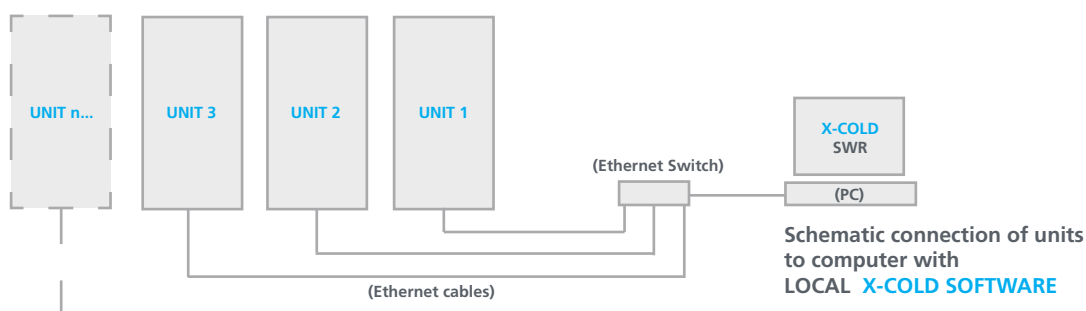 UNIT n...
UNIT 3
UNIT 2
UNIT 1
X-COLD
SWR
(Ethernet Switch)
(PC)
Schematic connection of units
to computer with
LOCAL X-COLD SOFTWARE
(Ethernet cables)